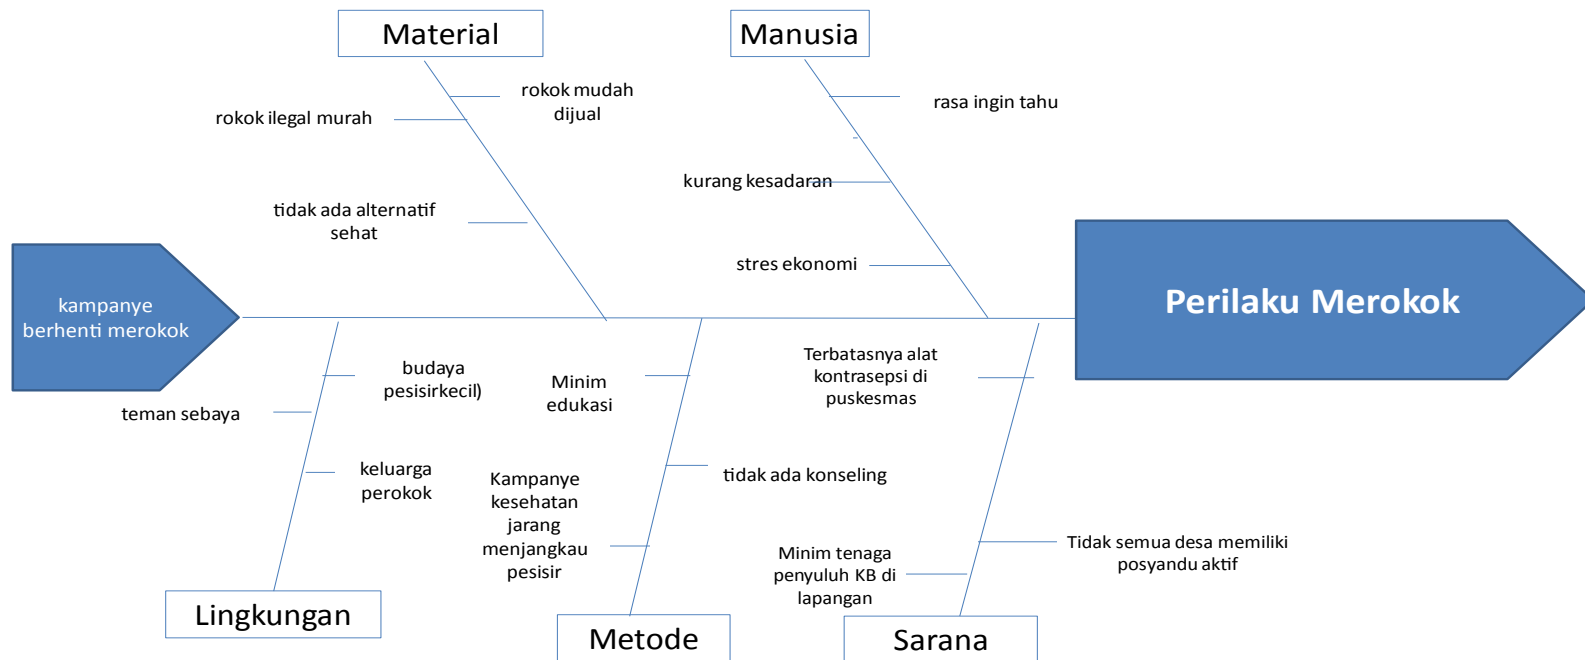 Material
Manusia
rokok mudah
dijual
rokok ilegal murah
rasa ingin tahu
kurang kesadaran
tidak ada alternatif
sehat
stres ekonomi
kampanye
berhenti merokok
Perilaku Merokok
budaya
pesisirkecil)
teman sebaya
keluarga
perokok
Minim
edukasi
tidak ada konseling
Kampanye
kesehatan
jarang
menjangkau
pesisir
Terbatasnya alat
kontrasepsi di
puskesmas
Tidak semua desa memiliki
posyandu aktif
Minim tenaga
penyuluh KB di
lapangan
Lingkungan
Metode
Sarana